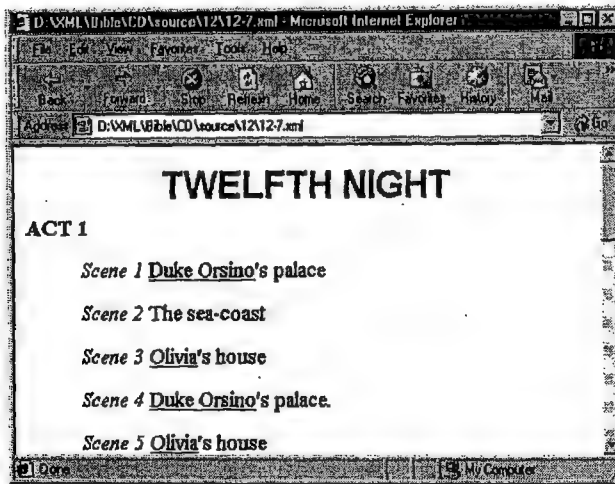 D:\XML\Bible\CD\source\12\12-7.xml - Microsoft Internet Explorer
File Edit View Favorites Tools Help
Back Forward Stop Refresh Home Search Favorites History Mail
Address D:\XML\Bible\CD\source\12\12-7.xml Go
TWELFTH NIGHT
ACT 1
Scene 1 Duke Orsino's palace
Scene 2 The sea-coast
Scene 3 Olivia's house
Scene 4 Duke Orsino's palace.
Scene 5 Olivia's house
Done My Computer